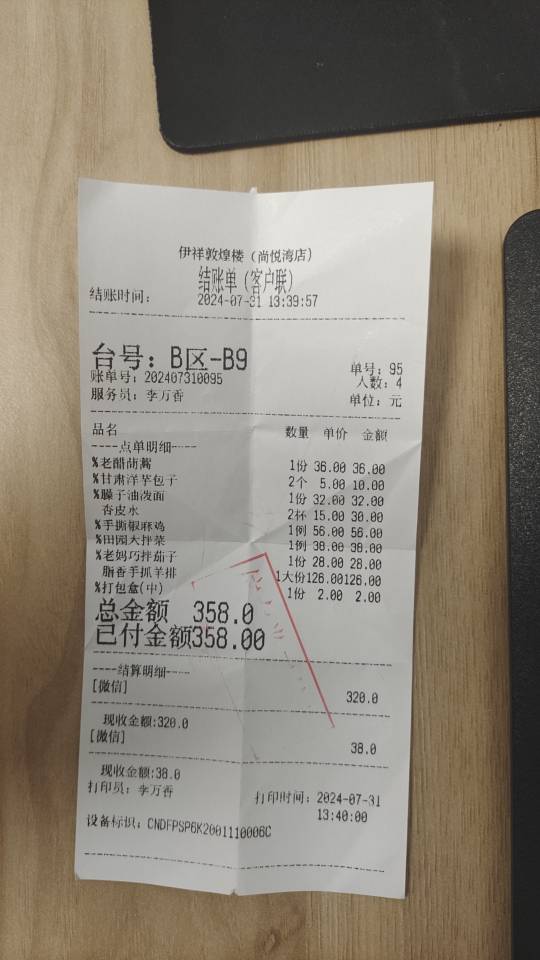 伊祥敦煌楼（尚悦湾店）
结账单（客户联）
结账时间： 2024-07-31 13:39:57
台号：B区-B9 单号：95
账单号：202407310095 人数：4
服务员：李万香 单位：元
品名 数量 单价 金额
----点单明细----
%老醋茼蒿 1份 36.00 36.00
%甘肃洋芋包子 2个 5.00 10.00
%臊子油泼面 1份 32.00 32.00
杏皮水 2杯 15.00 30.00
%手撕椒麻鸡 1例 56.00 56.00
%田园大拌菜 1例 38.00 38.00
%老妈巧拌茄子 1份 28.00 28.00
脂香手抓羊排 1大份126.00126.00
%打包盒(中) 1份 2.00 2.00
总金额 358.0
已付金额358.00
----结算明细----
[微信] 320.0
现收金额:320.0
[微信] 38.0
现收金额:38.0
打印员：李万香 打印时间：2024-07-31
13:40:00
设备标识：CNDFPSP6K2001110006C